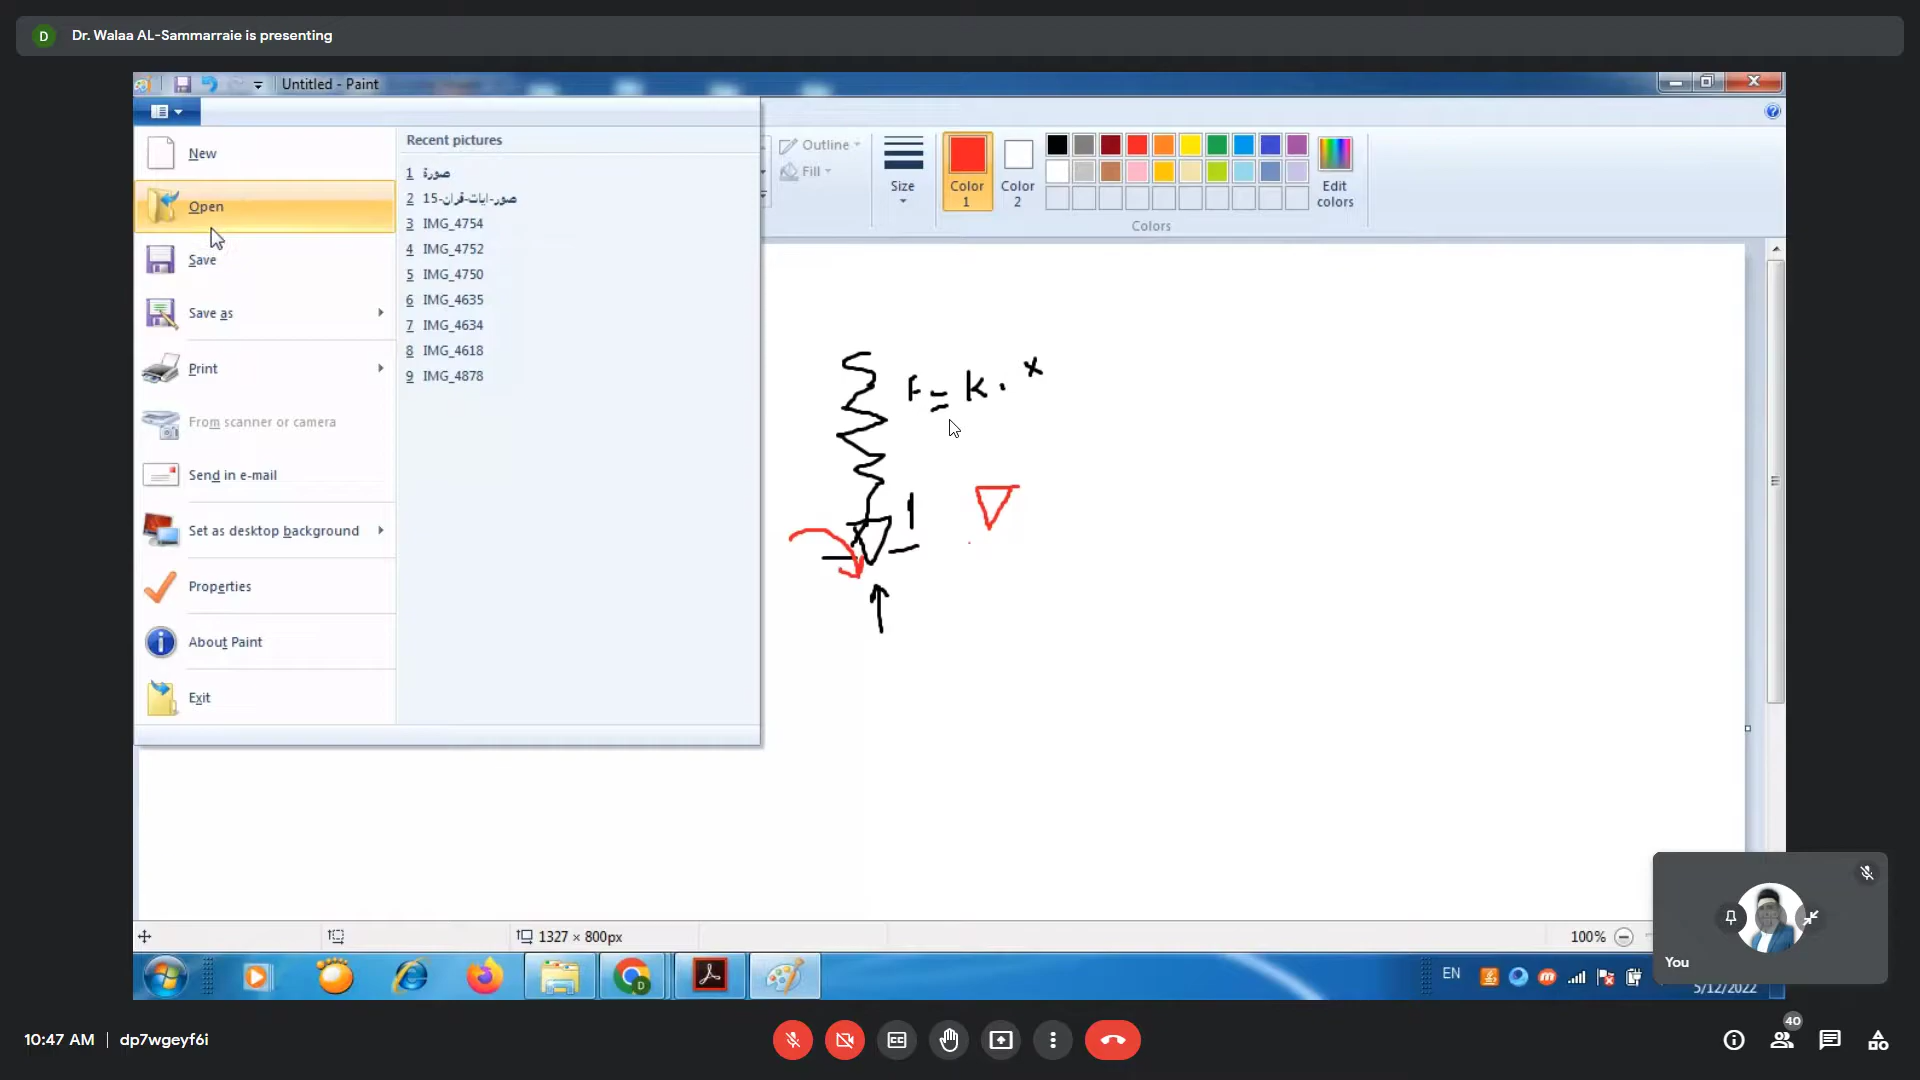 D Dr. Walaa AL-Sammarraie is presenting
Untitled - Paint
New
Open
Save
Save as
Print
From scanner or camera
Send in e-mail
Set as desktop background
Properties
About Paint
Exit
Recent pictures
1 صورة
2 صور-ايات-قران-15
3 IMG_4754
4 IMG_4752
5 IMG_4750
6 IMG_4635
7 IMG_4634
8 IMG_4618
9 IMG_4878
Outline
Fill
Size
Color 1
Color 2
Edit colors
Colors
F = K . x
1327 × 800px
100%
EN
5/12/2022
You
10:47 AM | dp7wgeyf6i
40